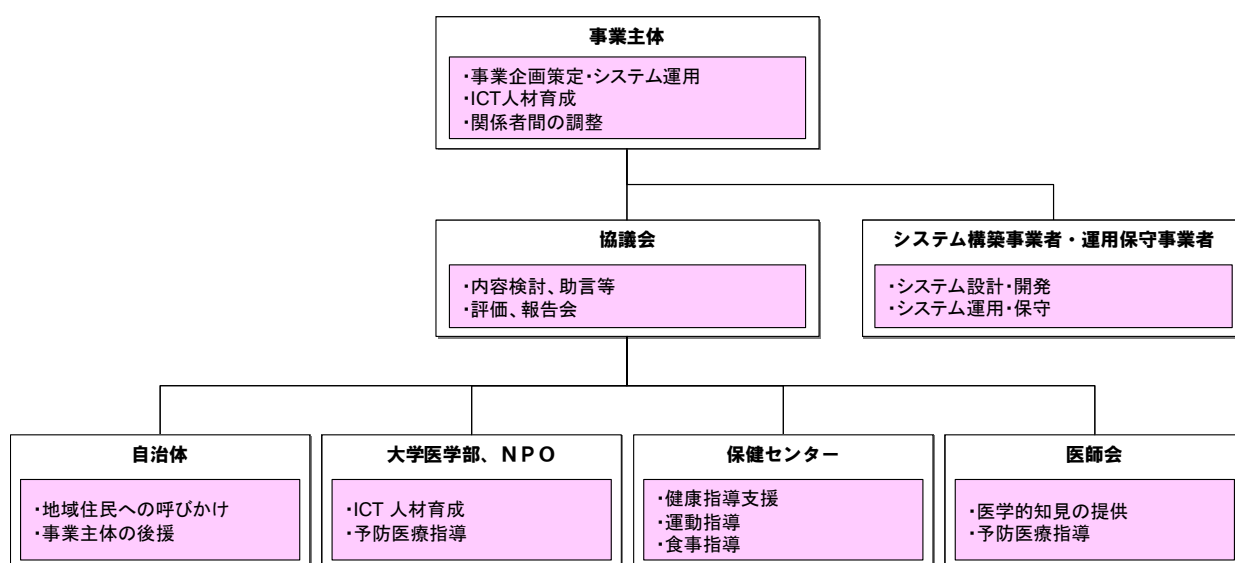 事業主体
・事業企画策定・システム運用
・ICT人材育成
・関係者間の調整
協議会
・内容検討、助言等
・評価、報告会
システム構築事業者・運用保守事業者
・システム設計・開発
・システム運用・保守
自治体
・地域住民への呼びかけ
・事業主体の後援
大学医学部、ＮＰＯ
・ICT 人材育成
・予防医療指導
保健センター
・健康指導支援
・運動指導
・食事指導
医師会
・医学的知見の提供
・予防医療指導